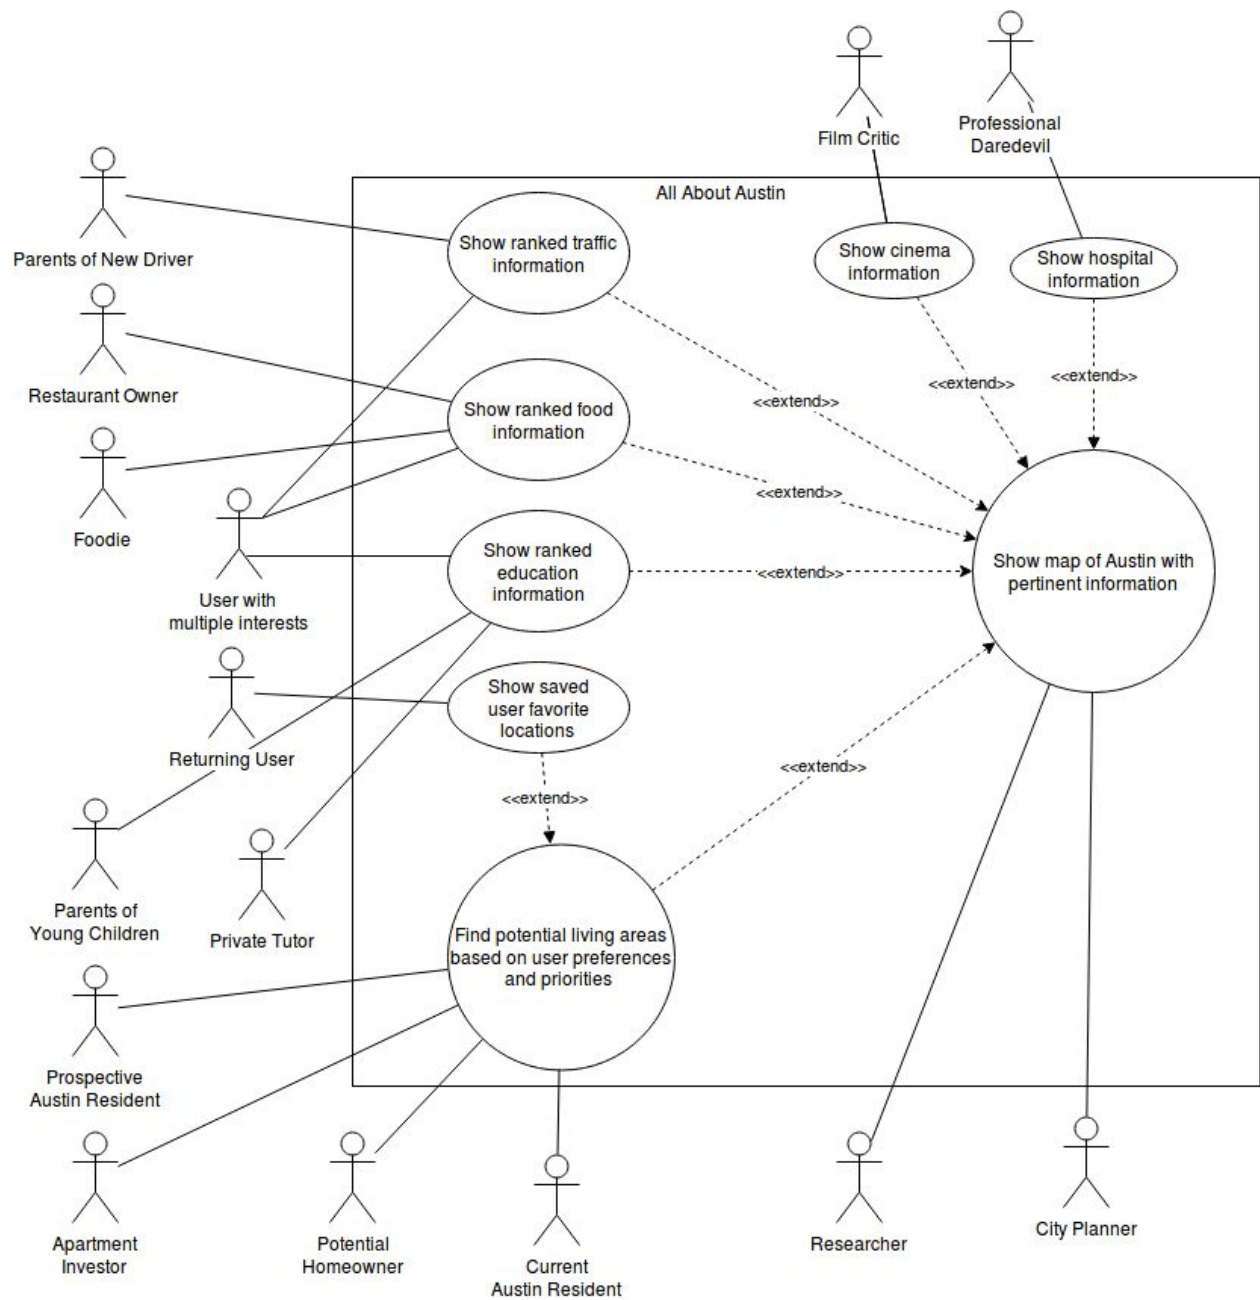 Film Critic
Professional
Daredevil
All About Austin
Parents of New Driver
Show ranked traffic
information
Show cinema
information
Show hospital
information
Restaurant Owner
<<extend>>
<<extend>>
<<extend>>
Show ranked food
information
Foodie
<<extend>>
User with
multiple interests
Show ranked
education
information
<<extend>>
Show map of Austin with
pertinent information
Returning User
Show saved
user favorite
locations
<<extend>>
<<extend>>
Parents of
Young Children
Private Tutor
Find potential living areas
based on user preferences
and priorities
Prospective
Austin Resident
Apartment
Investor
Potential
Homeowner
Current
Austin Resident
Researcher
City Planner